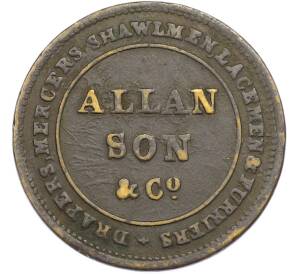 DRAPERS, MERCERS, SHAWLMEN, LACEMEN & FURRIERS
ALLAN
SON
& Co